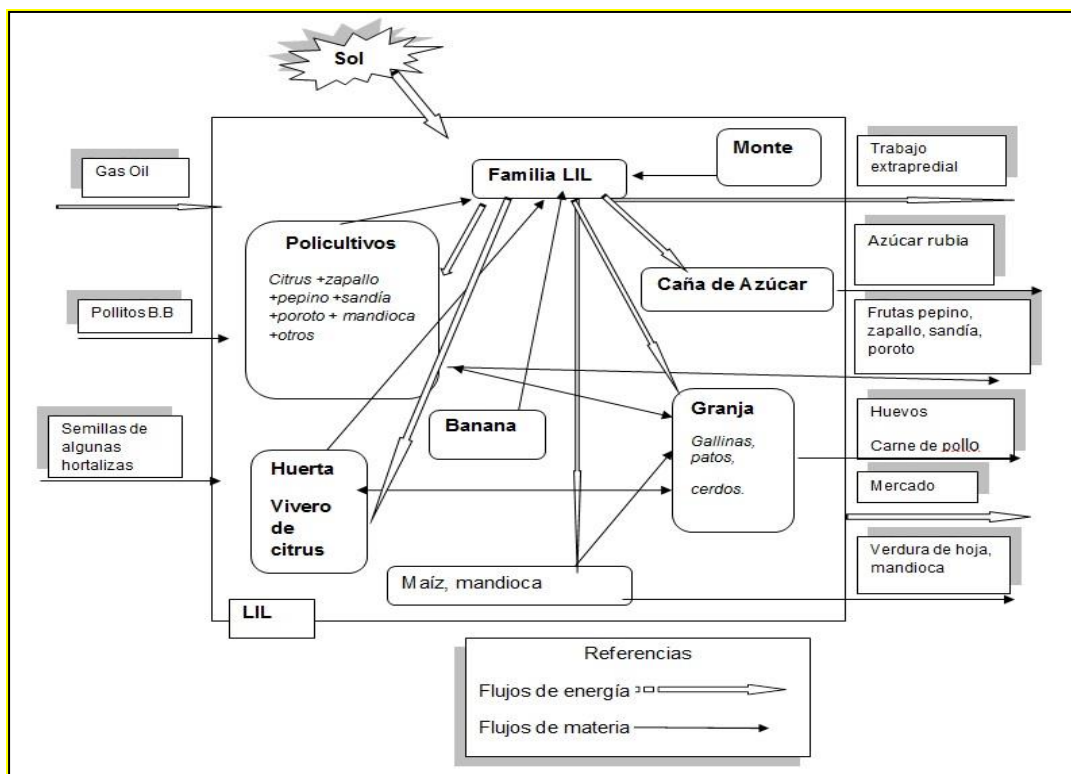 Sol
Gas Oil
Pollitos B.B
Semillas de
algunas
hortalizas
Familia LIL
Monte
Policultivos
Citrus +zapallo
+pepino +sandía
+poroto + mandioca
+otros
Caña de Azúcar
Banana
Granja
Gallinas,
patos,
cerdos.
Huerta
Vivero
de
citrus
Maíz, mandioca
LIL
Trabajo
extrapredial
Azúcar rubia
Frutas pepino,
zapallo, sandía,
poroto
Huevos
Carne de pollo
Mercado
Verdura de hoja,
mandioca
Referencias
Flujos de energía
Flujos de materia